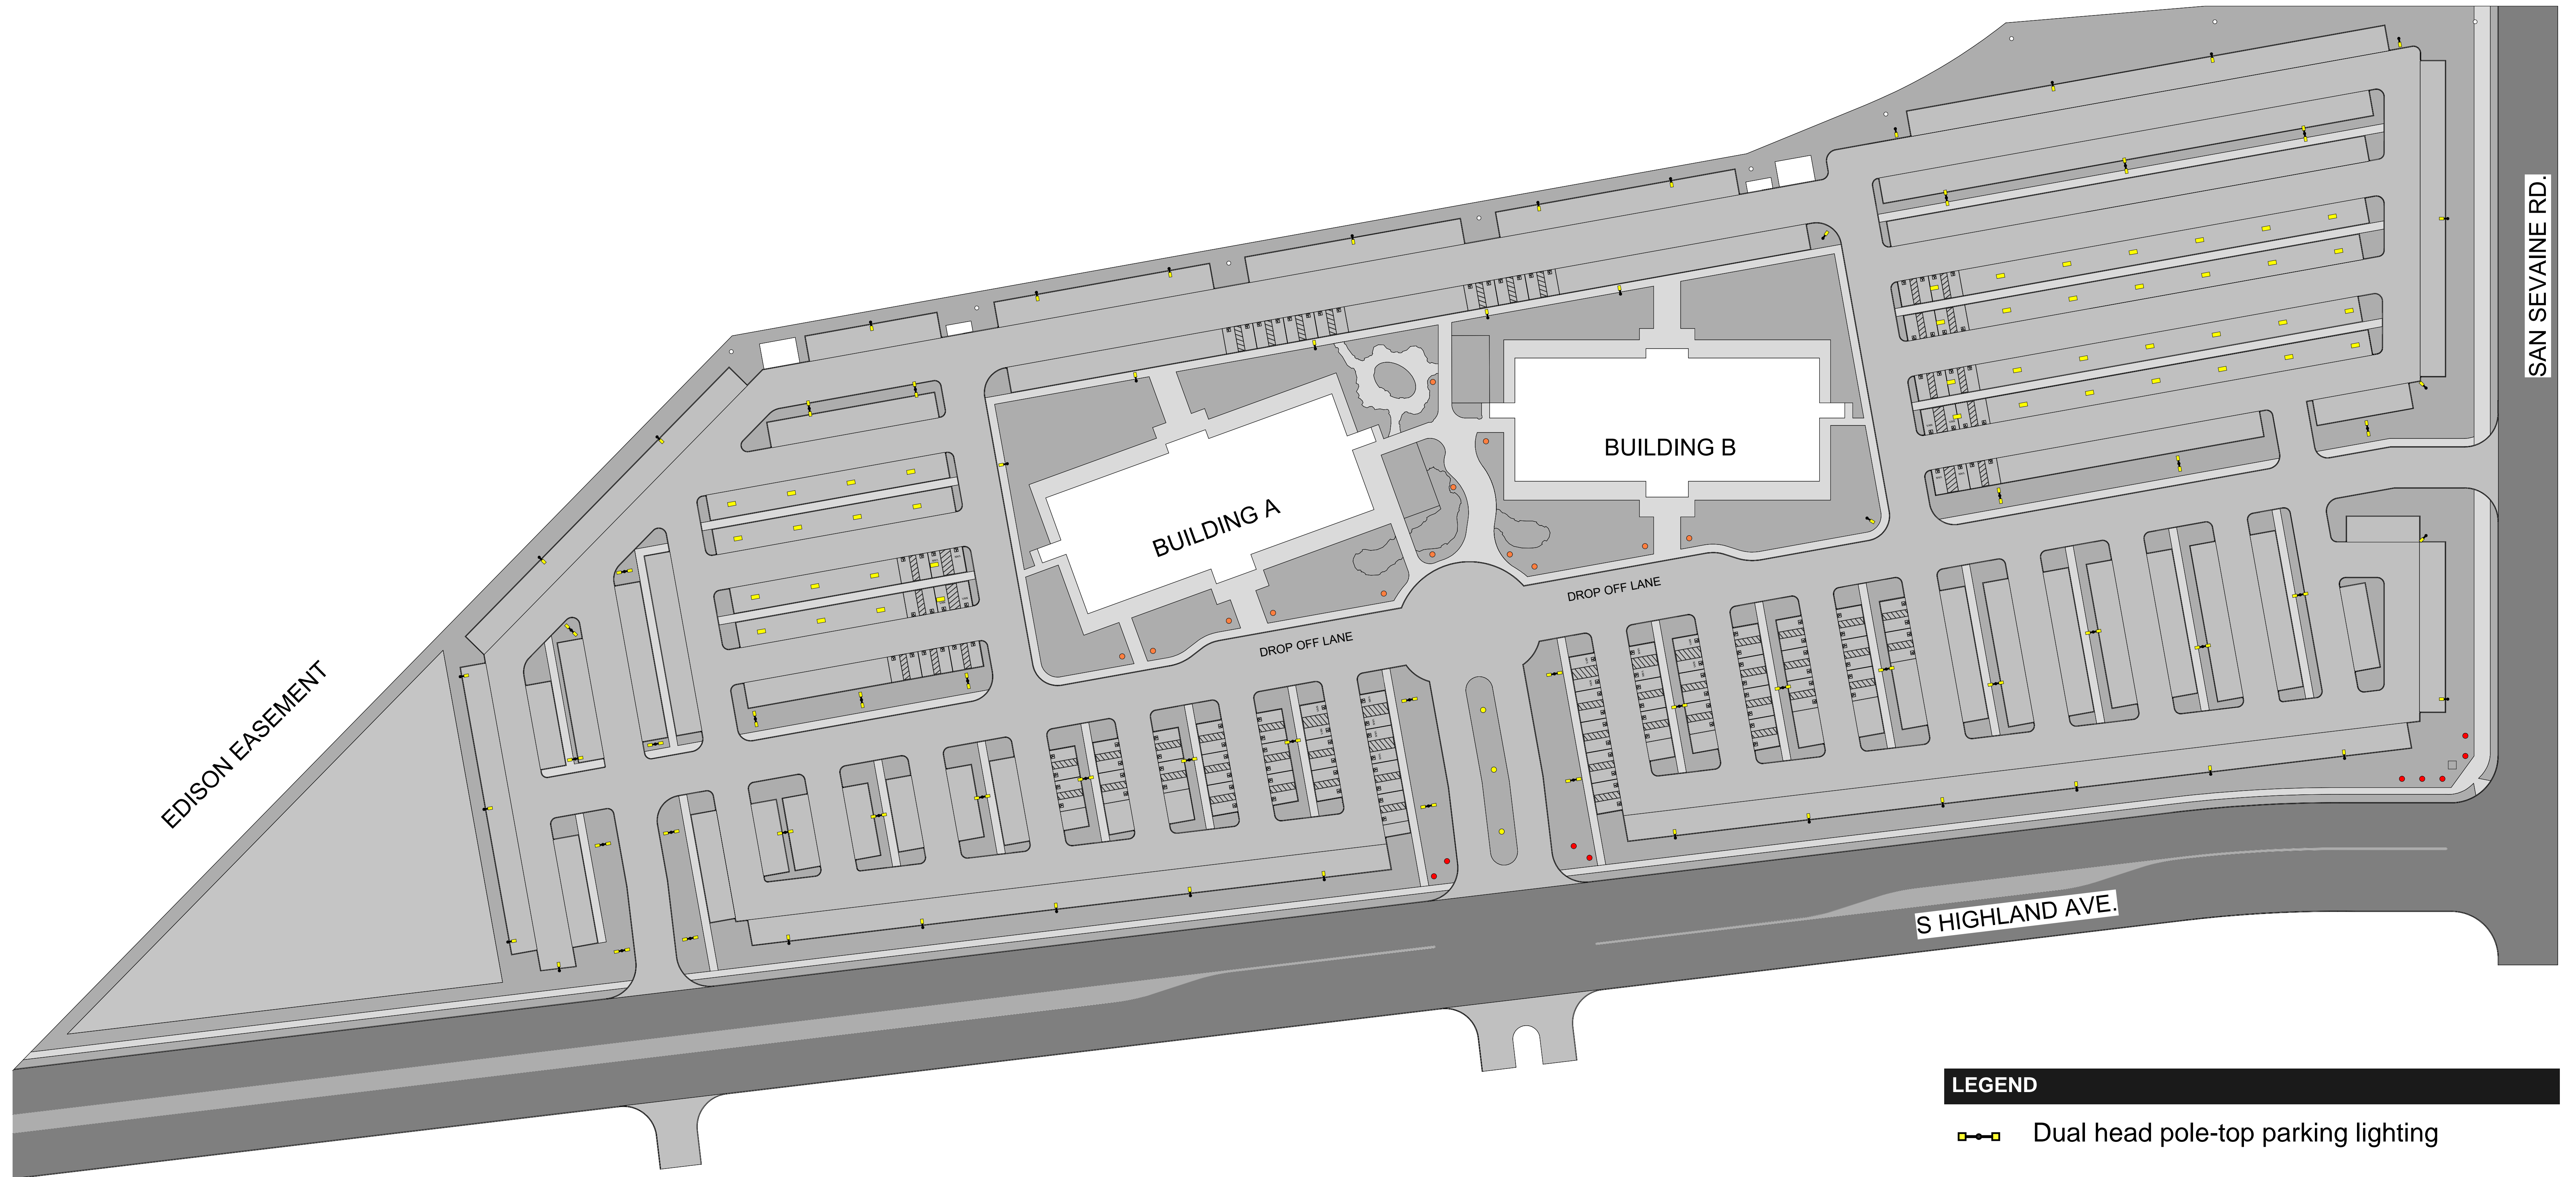 SAN SEVAINE RD.
BUILDING B
BUILDING A
DROP OFF LANE
DROP OFF LANE
EDISON EASEMENT
S HIGHLAND AVE.
LEGEND
Dual head pole-top parking lighting